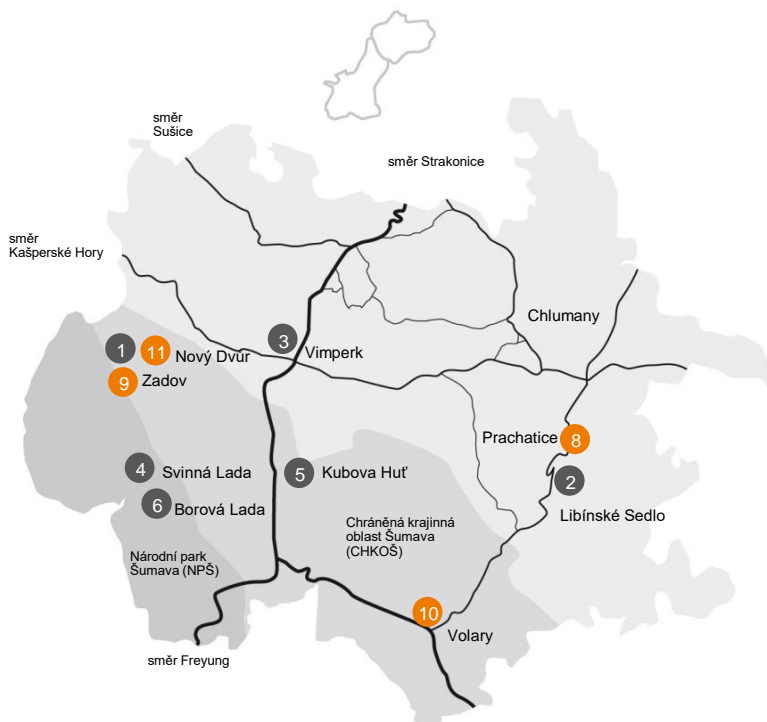 směr
Sušice
směr Strakonice
směr
Kašperské Hory
Chlumany
3
1
11
Nový Dvůr
Vimperk
9
Zadov
Prachatice
8
4
Svinná Lada
5
Kubova Huť
2
6
Borová Lada
Libínské Sedlo
Chráněná krajinná
oblast Šumava
(CHKOŠ)
Národní park
Šumava (NPŠ)
10
Volary
směr Freyung